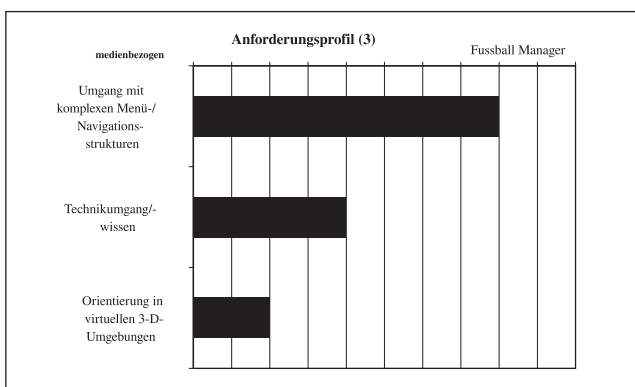 Anforderungsprofil (3)
medienbezogen
Fussball Manager
Umgang mit
komplexen Menü-/
Navigations-
strukturen
Technikumgang/-
wissen
Orientierung in
virtuellen 3-D-
Umgebungen